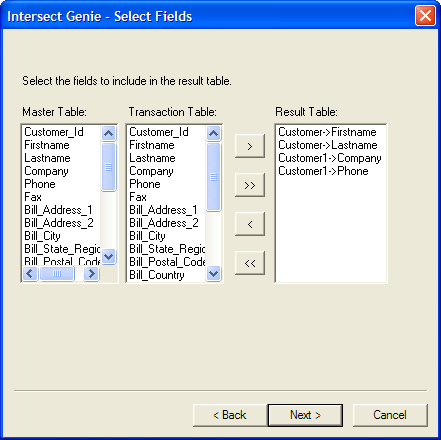 Intersect Genie - Select Fields
Select the fields to include in the result table.
Master Table:
Customer_Id
Firstname
Lastname
Company
Phone
Fax
Bill_Address_1
Bill_Address_2
Bill_City
Bill_State_Regio
Bill_Postal_Code
Transaction Table:
Customer_Id
Firstname
Lastname
Company
Phone
Fax
Bill_Address_1
Bill_Address_2
Bill_City
Bill_State_Region
Bill_Postal_Code
Bill_Country
>
>>
<
<<
Result Table:
Customer->Firstname
Customer->Lastname
Customer1->Company
Customer1->Phone
< Back
Next >
Cancel